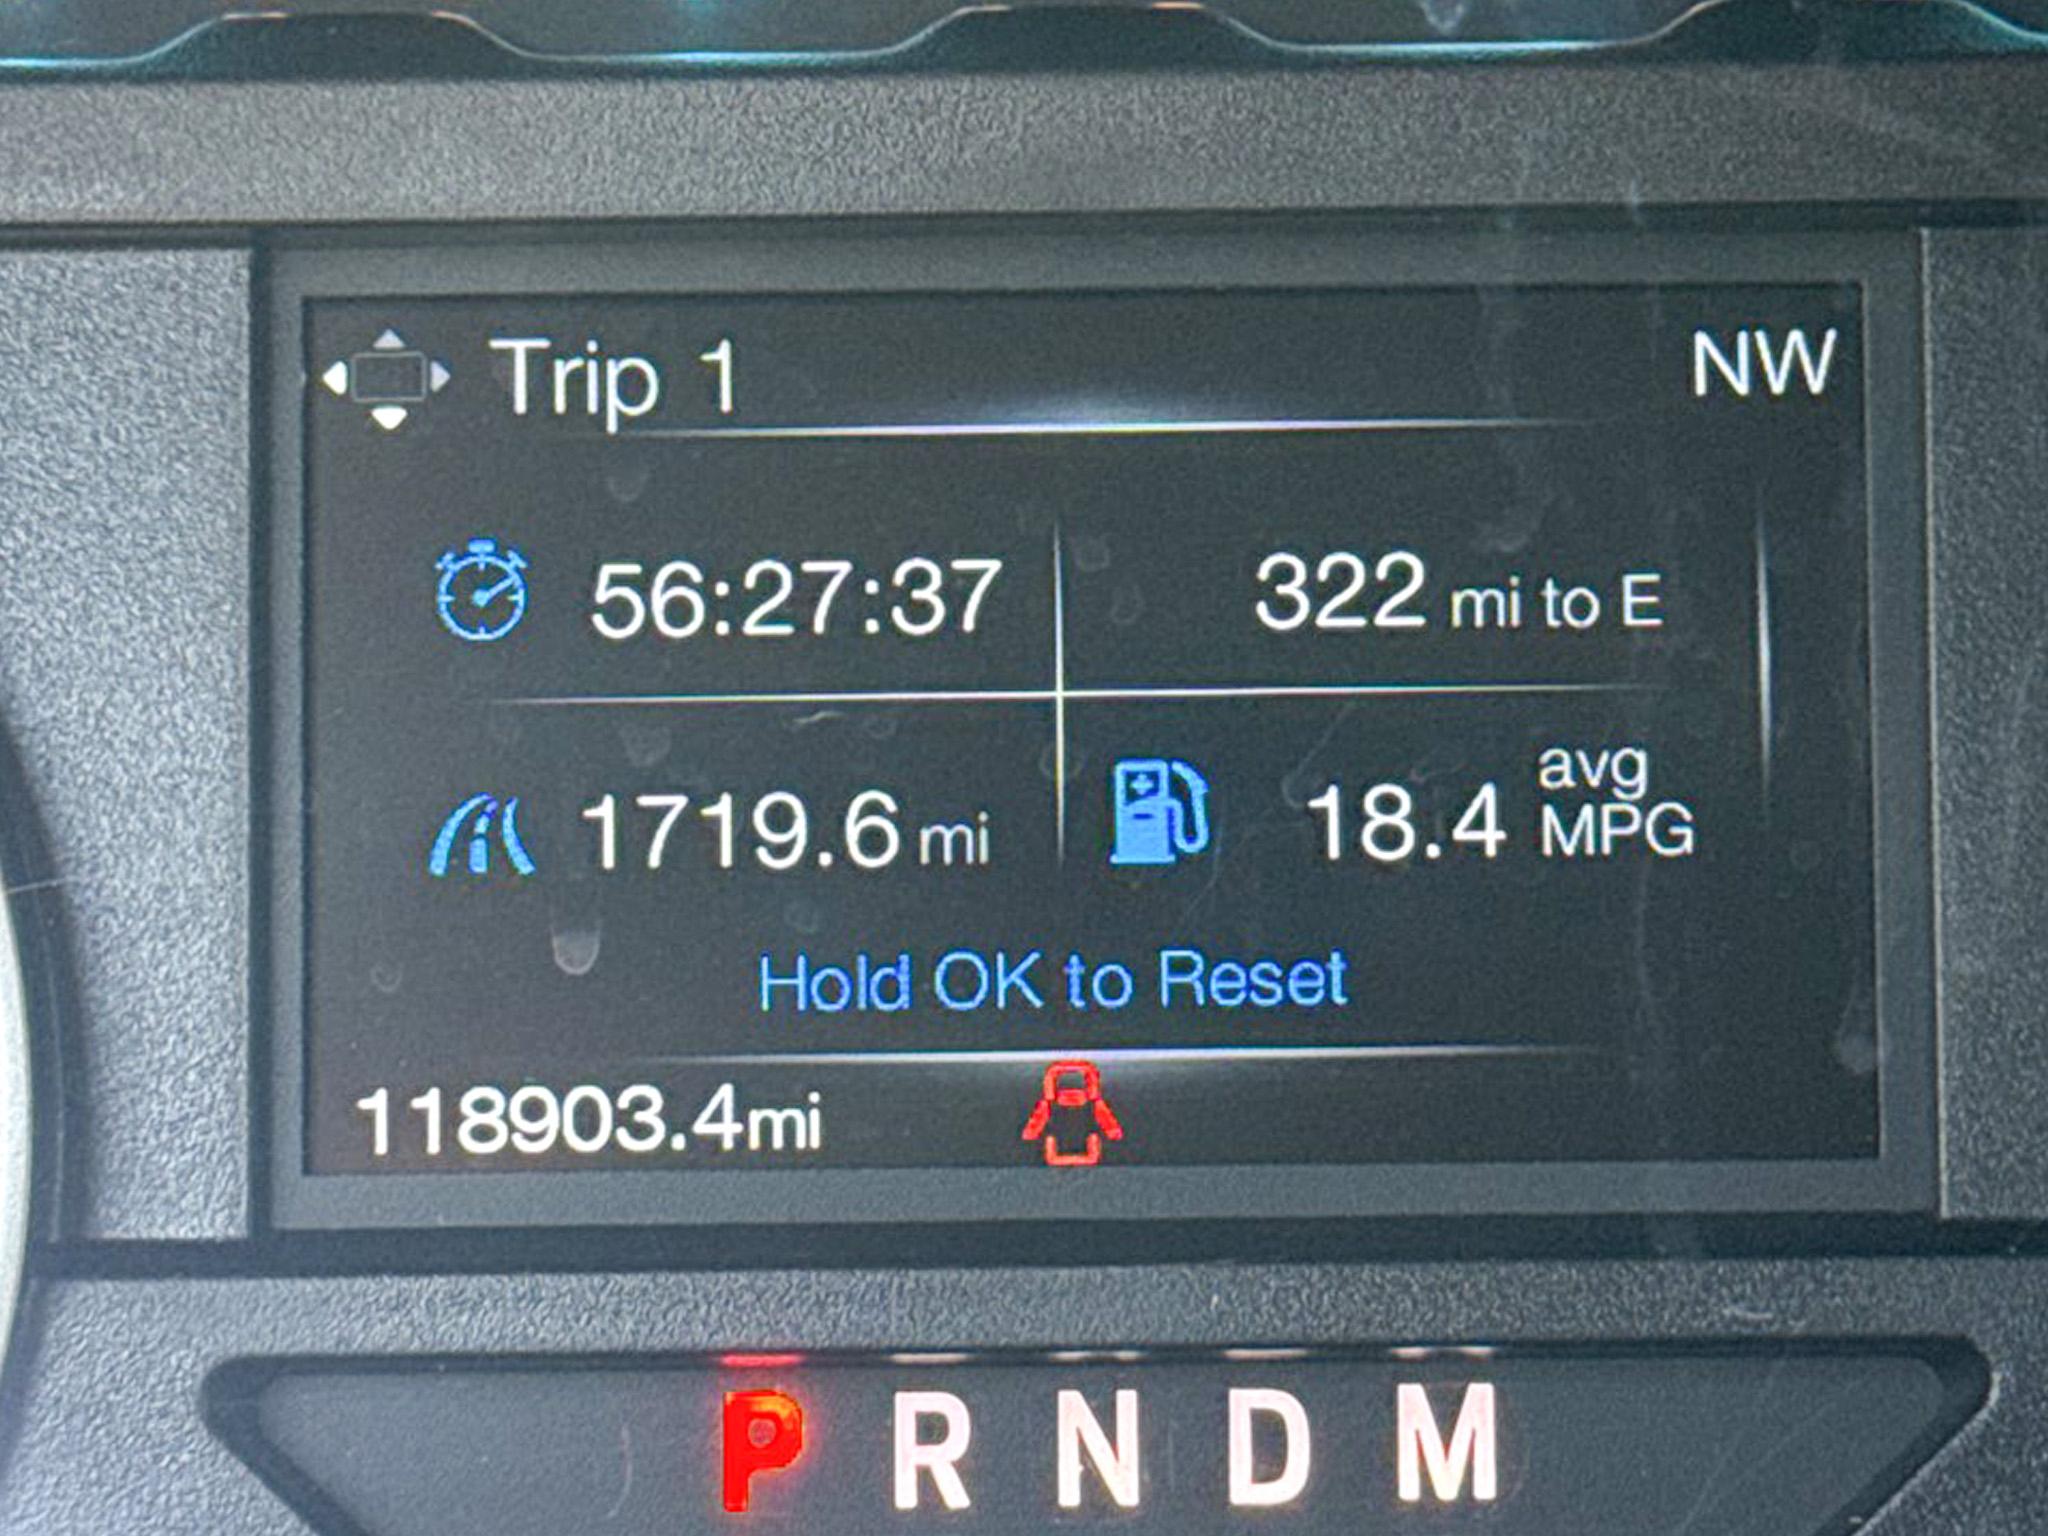 Trip 1 NW
56:27:37 322 mi to E
1719.6 mi 18.4 avg MPG
Hold OK to Reset
118903.4mi
P R N D M